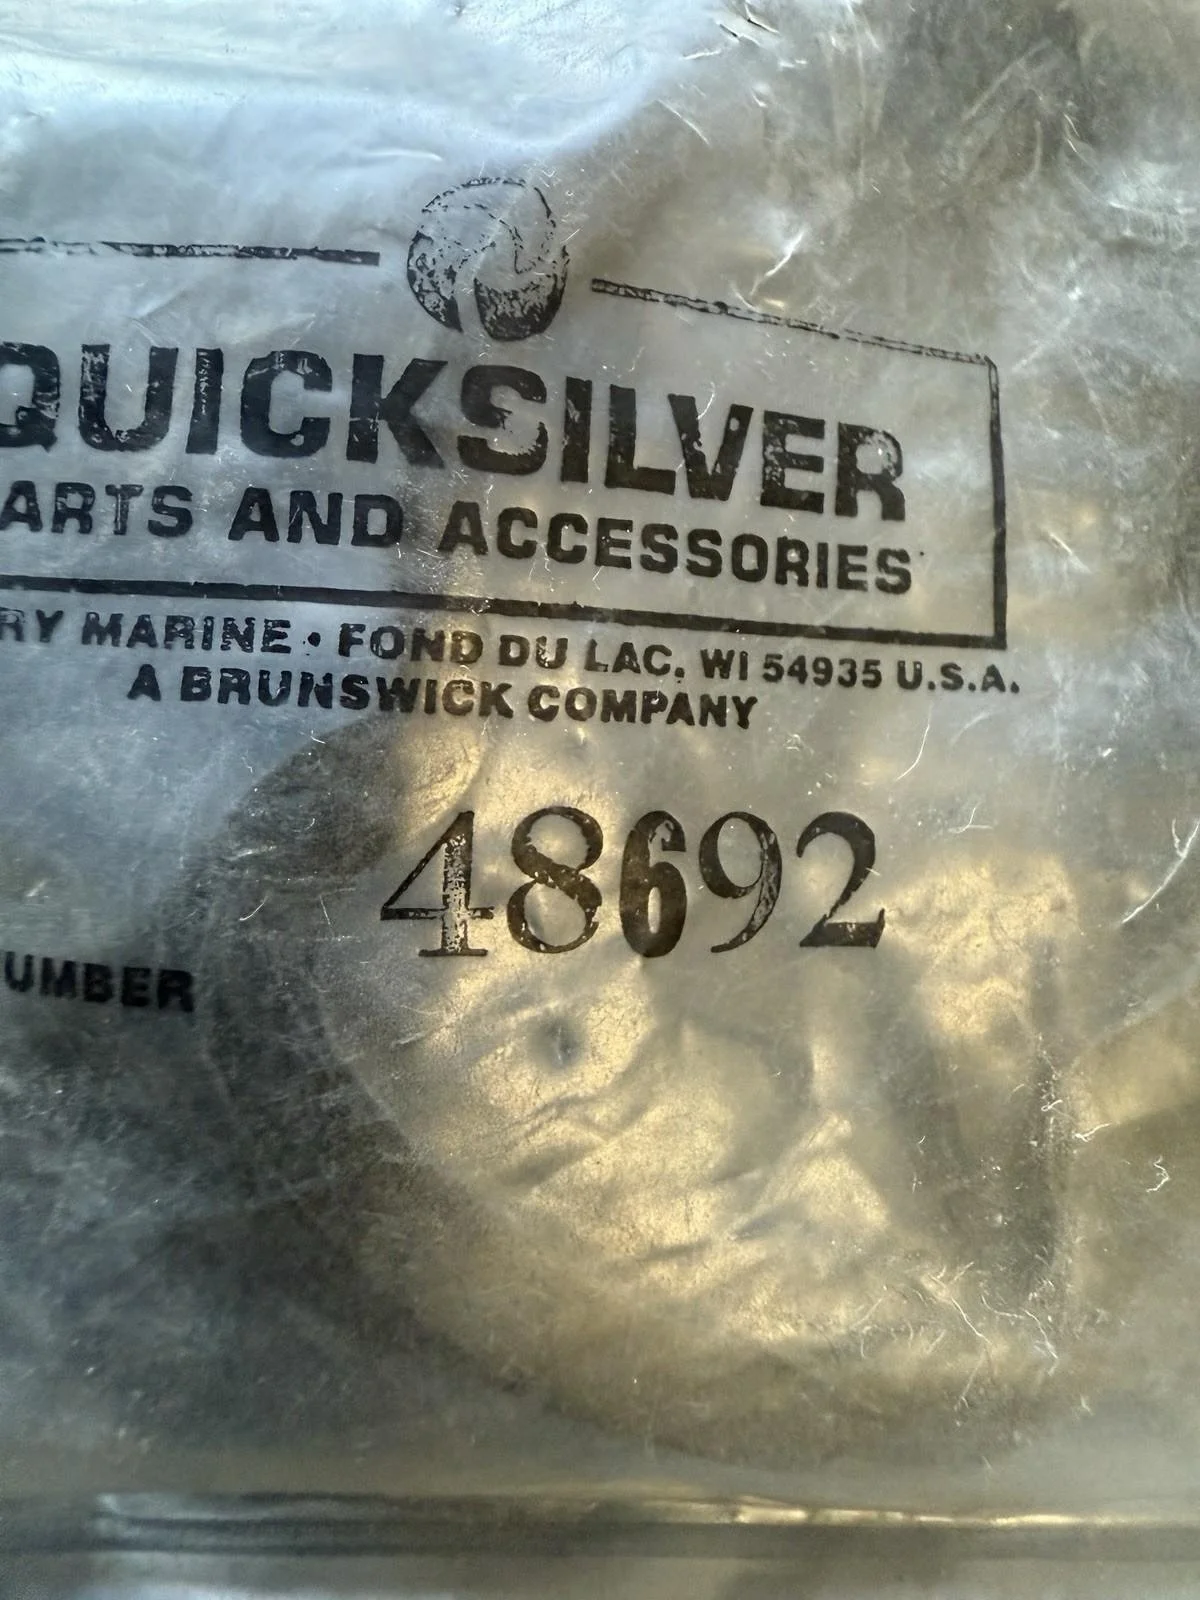 QUICKSILVER
ARTS AND ACCESSORIES
RY MARINE • FOND DU LAC, WI 54935 U.S.A.
A BRUNSWICK COMPANY
48692
UMBER